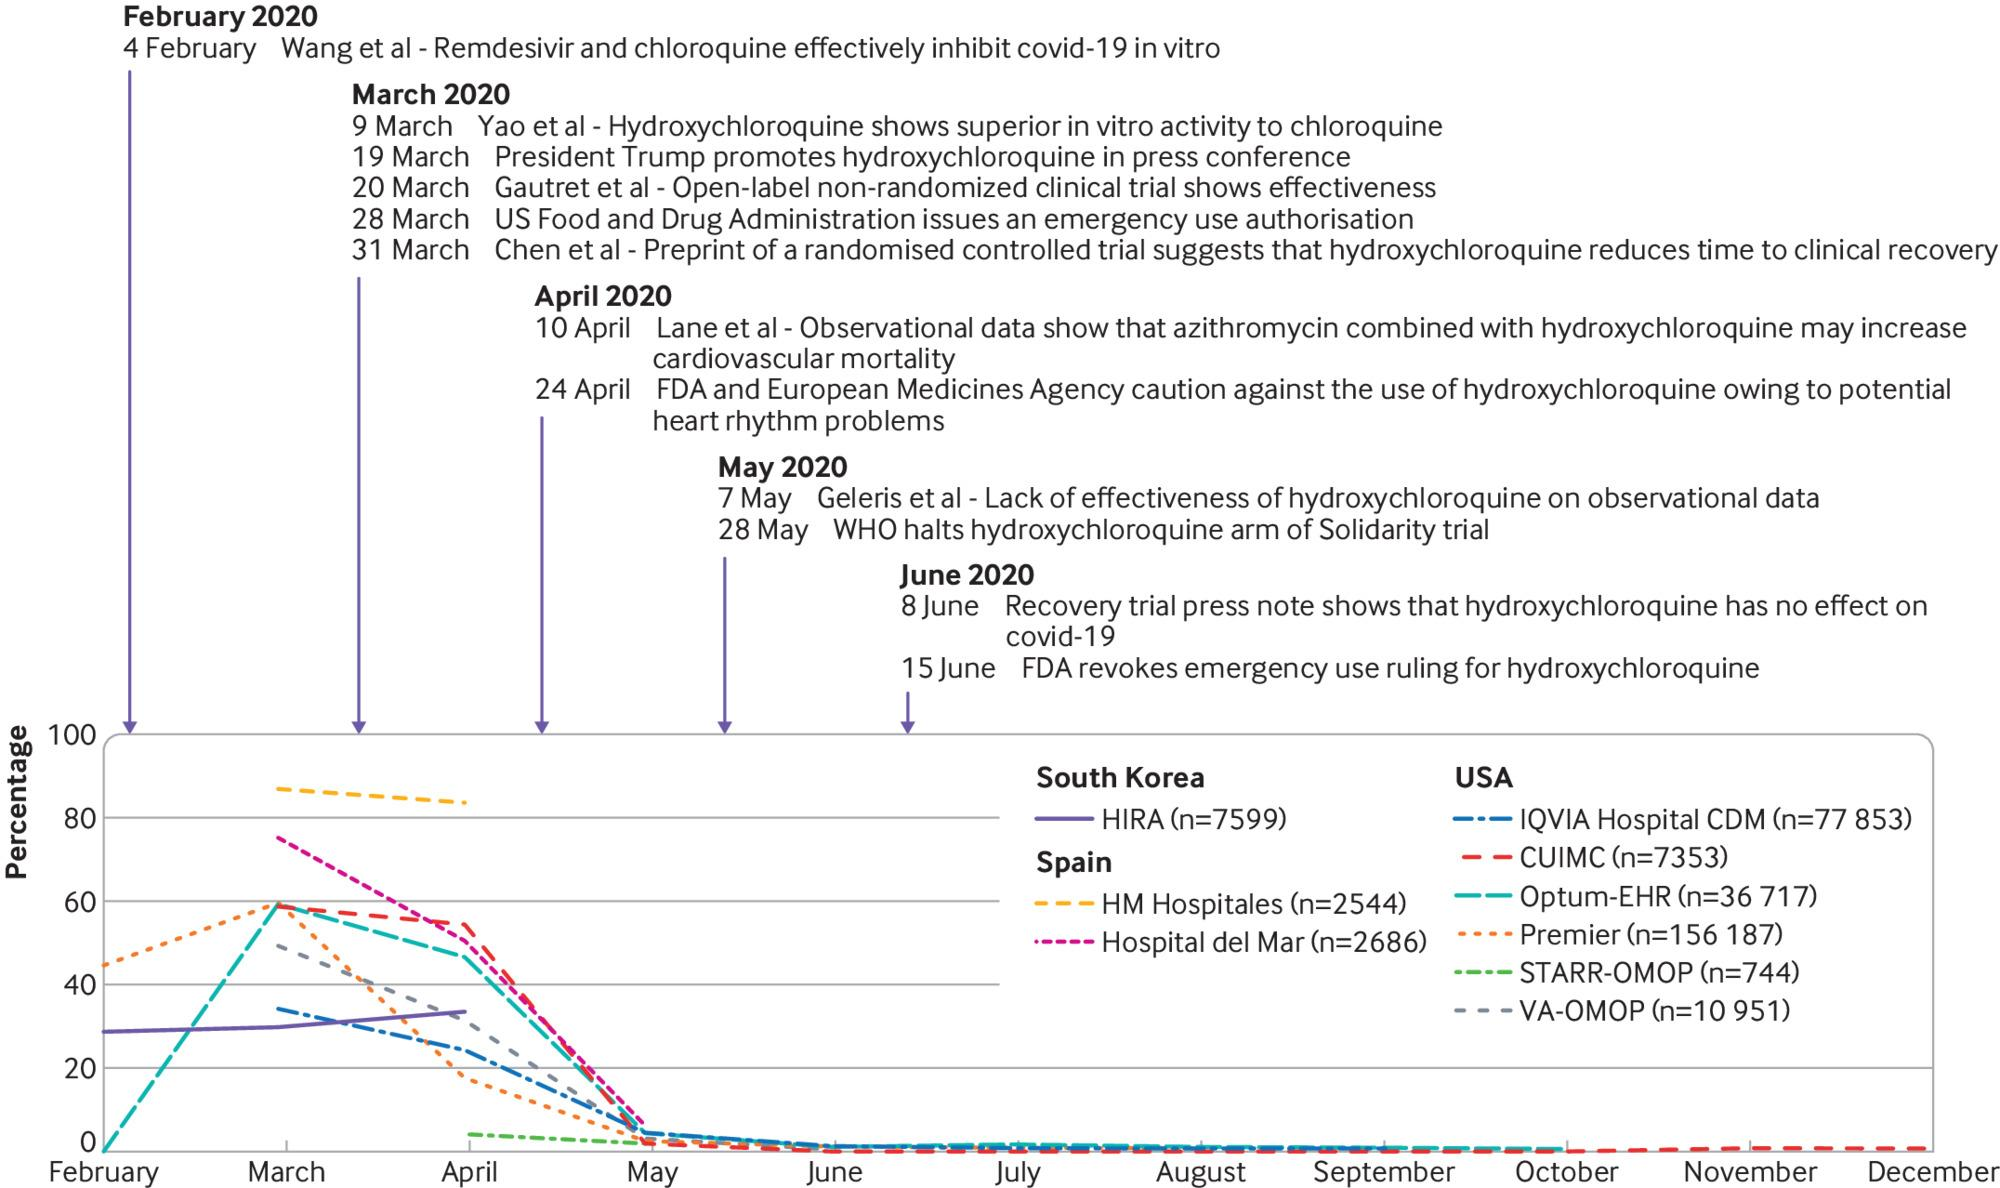 February 2020
4 February Wang et al - Remdesivir and chloroquine effectively inhibit covid-19 in vitro
March 2020
9 March Yao et al - Hydroxychloroquine shows superior in vitro activity to chloroquine
19 March President Trump promotes hydroxychloroquine in press conference
20 March Gautret et al - Open-label non-randomized clinical trial shows effectiveness
28 March US Food and Drug Administration issues an emergency use authorisation
31 March Chen et al - Preprint of a randomised controlled trial suggests that hydroxychloroquine reduces time to clinical recovery
April 2020
10 April Lane et al - Observational data show that azithromycin combined with hydroxychloroquine may increase
cardiovascular mortality
24 April FDA and European Medicines Agency caution against the use of hydroxychloroquine owing to potential
heart rhythm problems
May 2020
7 May Geleris et al - Lack of effectiveness of hydroxychloroquine on observational data
28 May WHO halts hydroxychloroquine arm of Solidarity trial
June 2020
8 June Recovery trial press note shows that hydroxychloroquine has no effect on
covid-19
15 June FDA revokes emergency use ruling for hydroxychloroquine
Percentage
100
80
60
40
20
0
South Korea
HIRA (n=7599)
Spain
HM Hospitales (n=2544)
Hospital del Mar (n=2686)
USA
IQVIA Hospital CDM (n=77 853)
CUIMC (n=7353)
Optum-EHR (n=36 717)
Premier (n=156 187)
STARR-OMOP (n=744)
VA-OMOP (n=10 951)
February March April May June July August September October November December